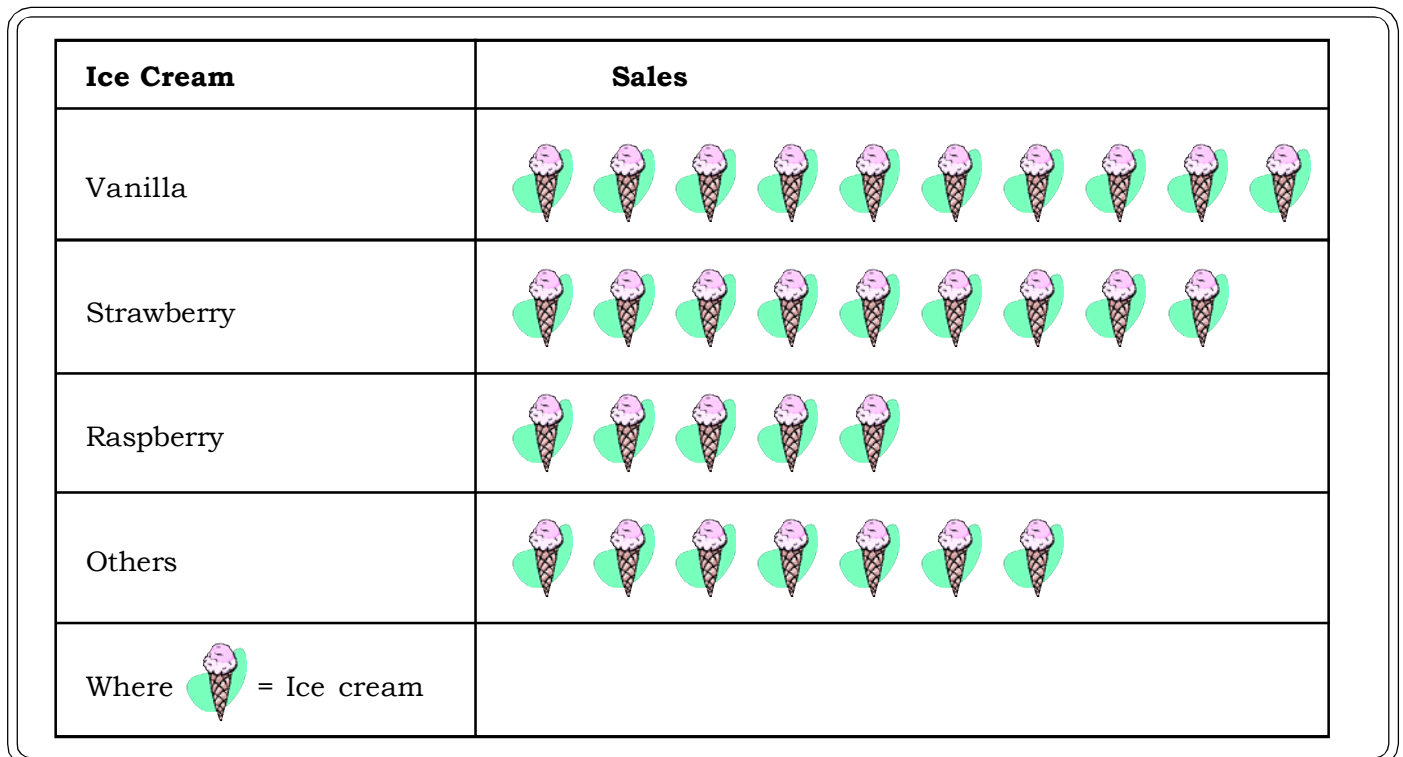 Ice Cream Sales
Vanilla
Strawberry
Raspberry
Others
Where = Ice cream